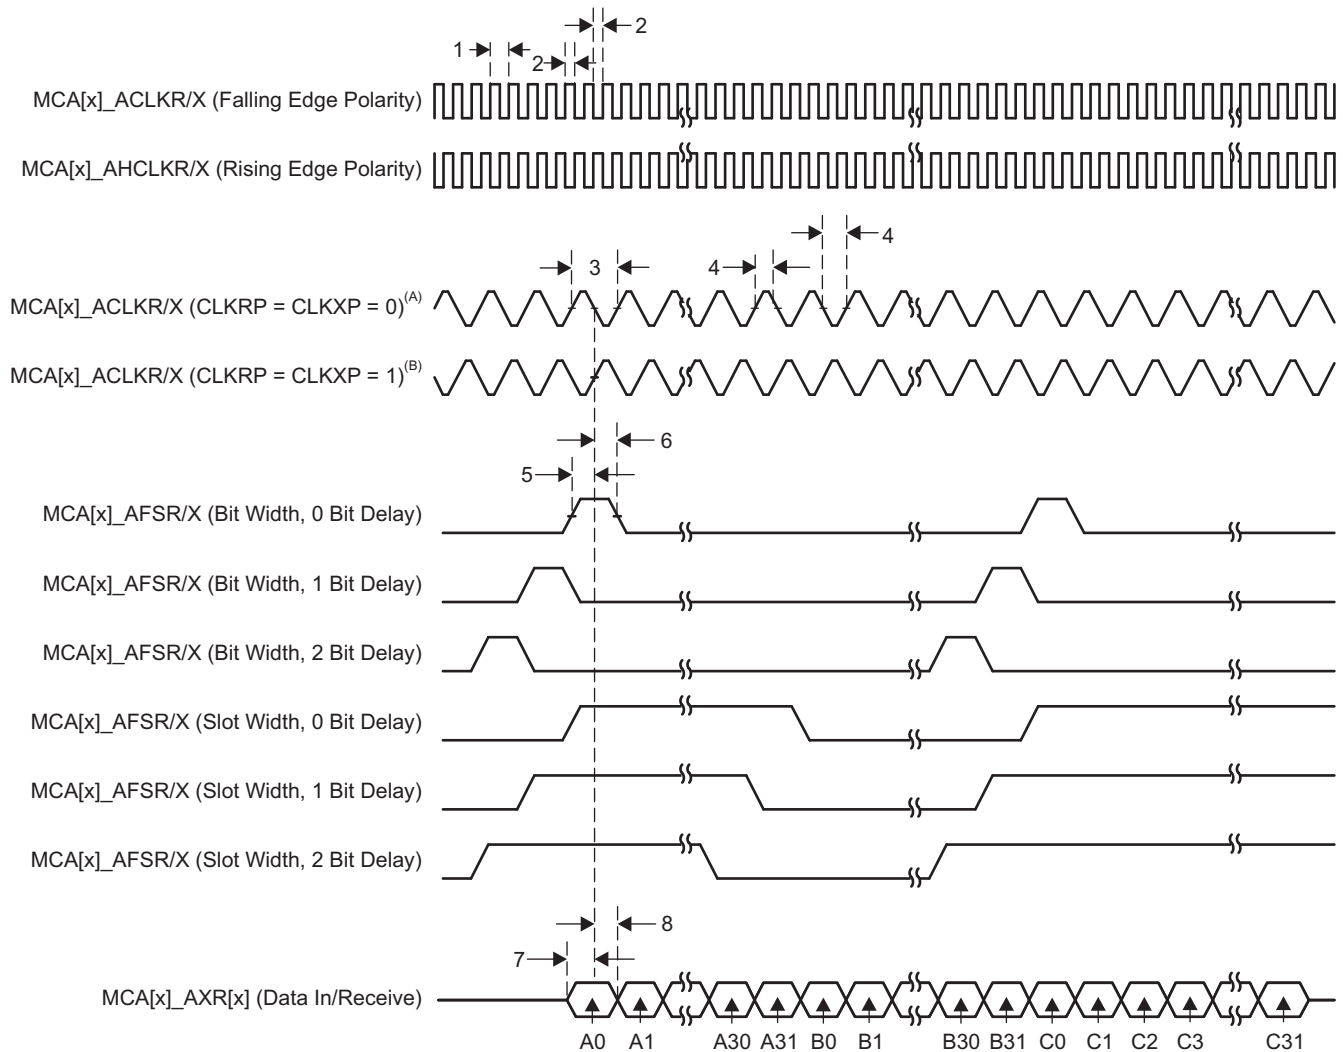 2
1
2
MCA[x]_ACLKR/X (Falling Edge Polarity)
MCA[x]_AHCLKR/X (Rising Edge Polarity)
4
3
4
MCA[x]_ACLKR/X (CLKRP = CLKXP = 0)(A)
MCA[x]_ACLKR/X (CLKRP = CLKXP = 1)(B)
6
5
MCA[x]_AFSR/X (Bit Width, 0 Bit Delay)
MCA[x]_AFSR/X (Bit Width, 1 Bit Delay)
MCA[x]_AFSR/X (Bit Width, 2 Bit Delay)
MCA[x]_AFSR/X (Slot Width, 0 Bit Delay)
MCA[x]_AFSR/X (Slot Width, 1 Bit Delay)
MCA[x]_AFSR/X (Slot Width, 2 Bit Delay)
8
7
MCA[x]_AXR[x] (Data In/Receive)
A0 A1 A30 A31 B0 B1 B30 B31 C0 C1 C2 C3 C31